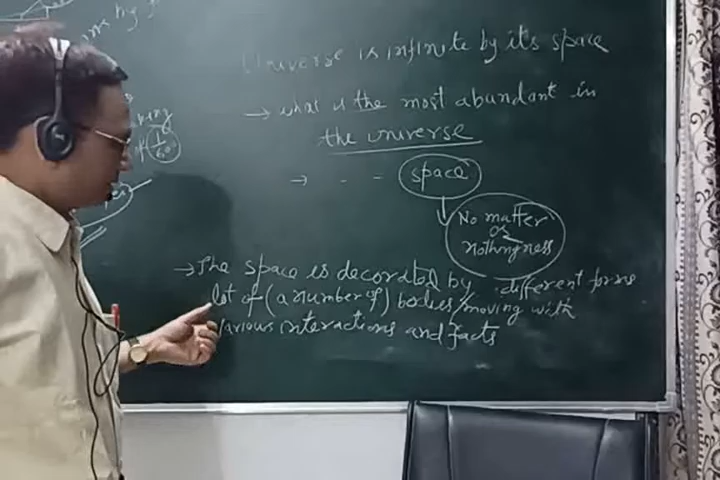 Universe is infinite by its space
→ what is the most abundant in
the universe
→ - - space
No matter
or
nothingness
→ The space is decorated by different forms
lot of (a number of) bodies/moving with
various interactions and facts